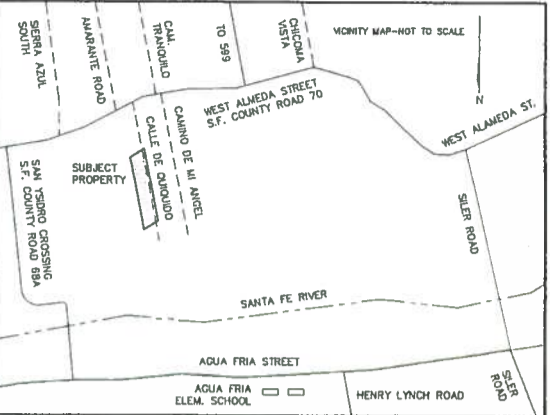 SIERRA AZUL
SOUTH
AMARANTE ROAD
CAM.
TRANQUILO
TO 599
CHICOMA
VISTA
VICINITY MAP-NOT TO SCALE
N
WEST ALMEDA STREET
S.F. COUNTY ROAD 70
WEST ALAMEDA ST.
CAMINO DE MI ANGEL
CALLE DE QUIQUIDO
SUBJECT
PROPERTY
SAN YSIDRO CROSSING
S.F. COUNTY ROAD 68A
SILER ROAD
SANTA FE RIVER
AGUA FRIA STREET
AGUA FRIA
ELEM. SCHOOL
HENRY LYNCH ROAD
SILER
ROAD